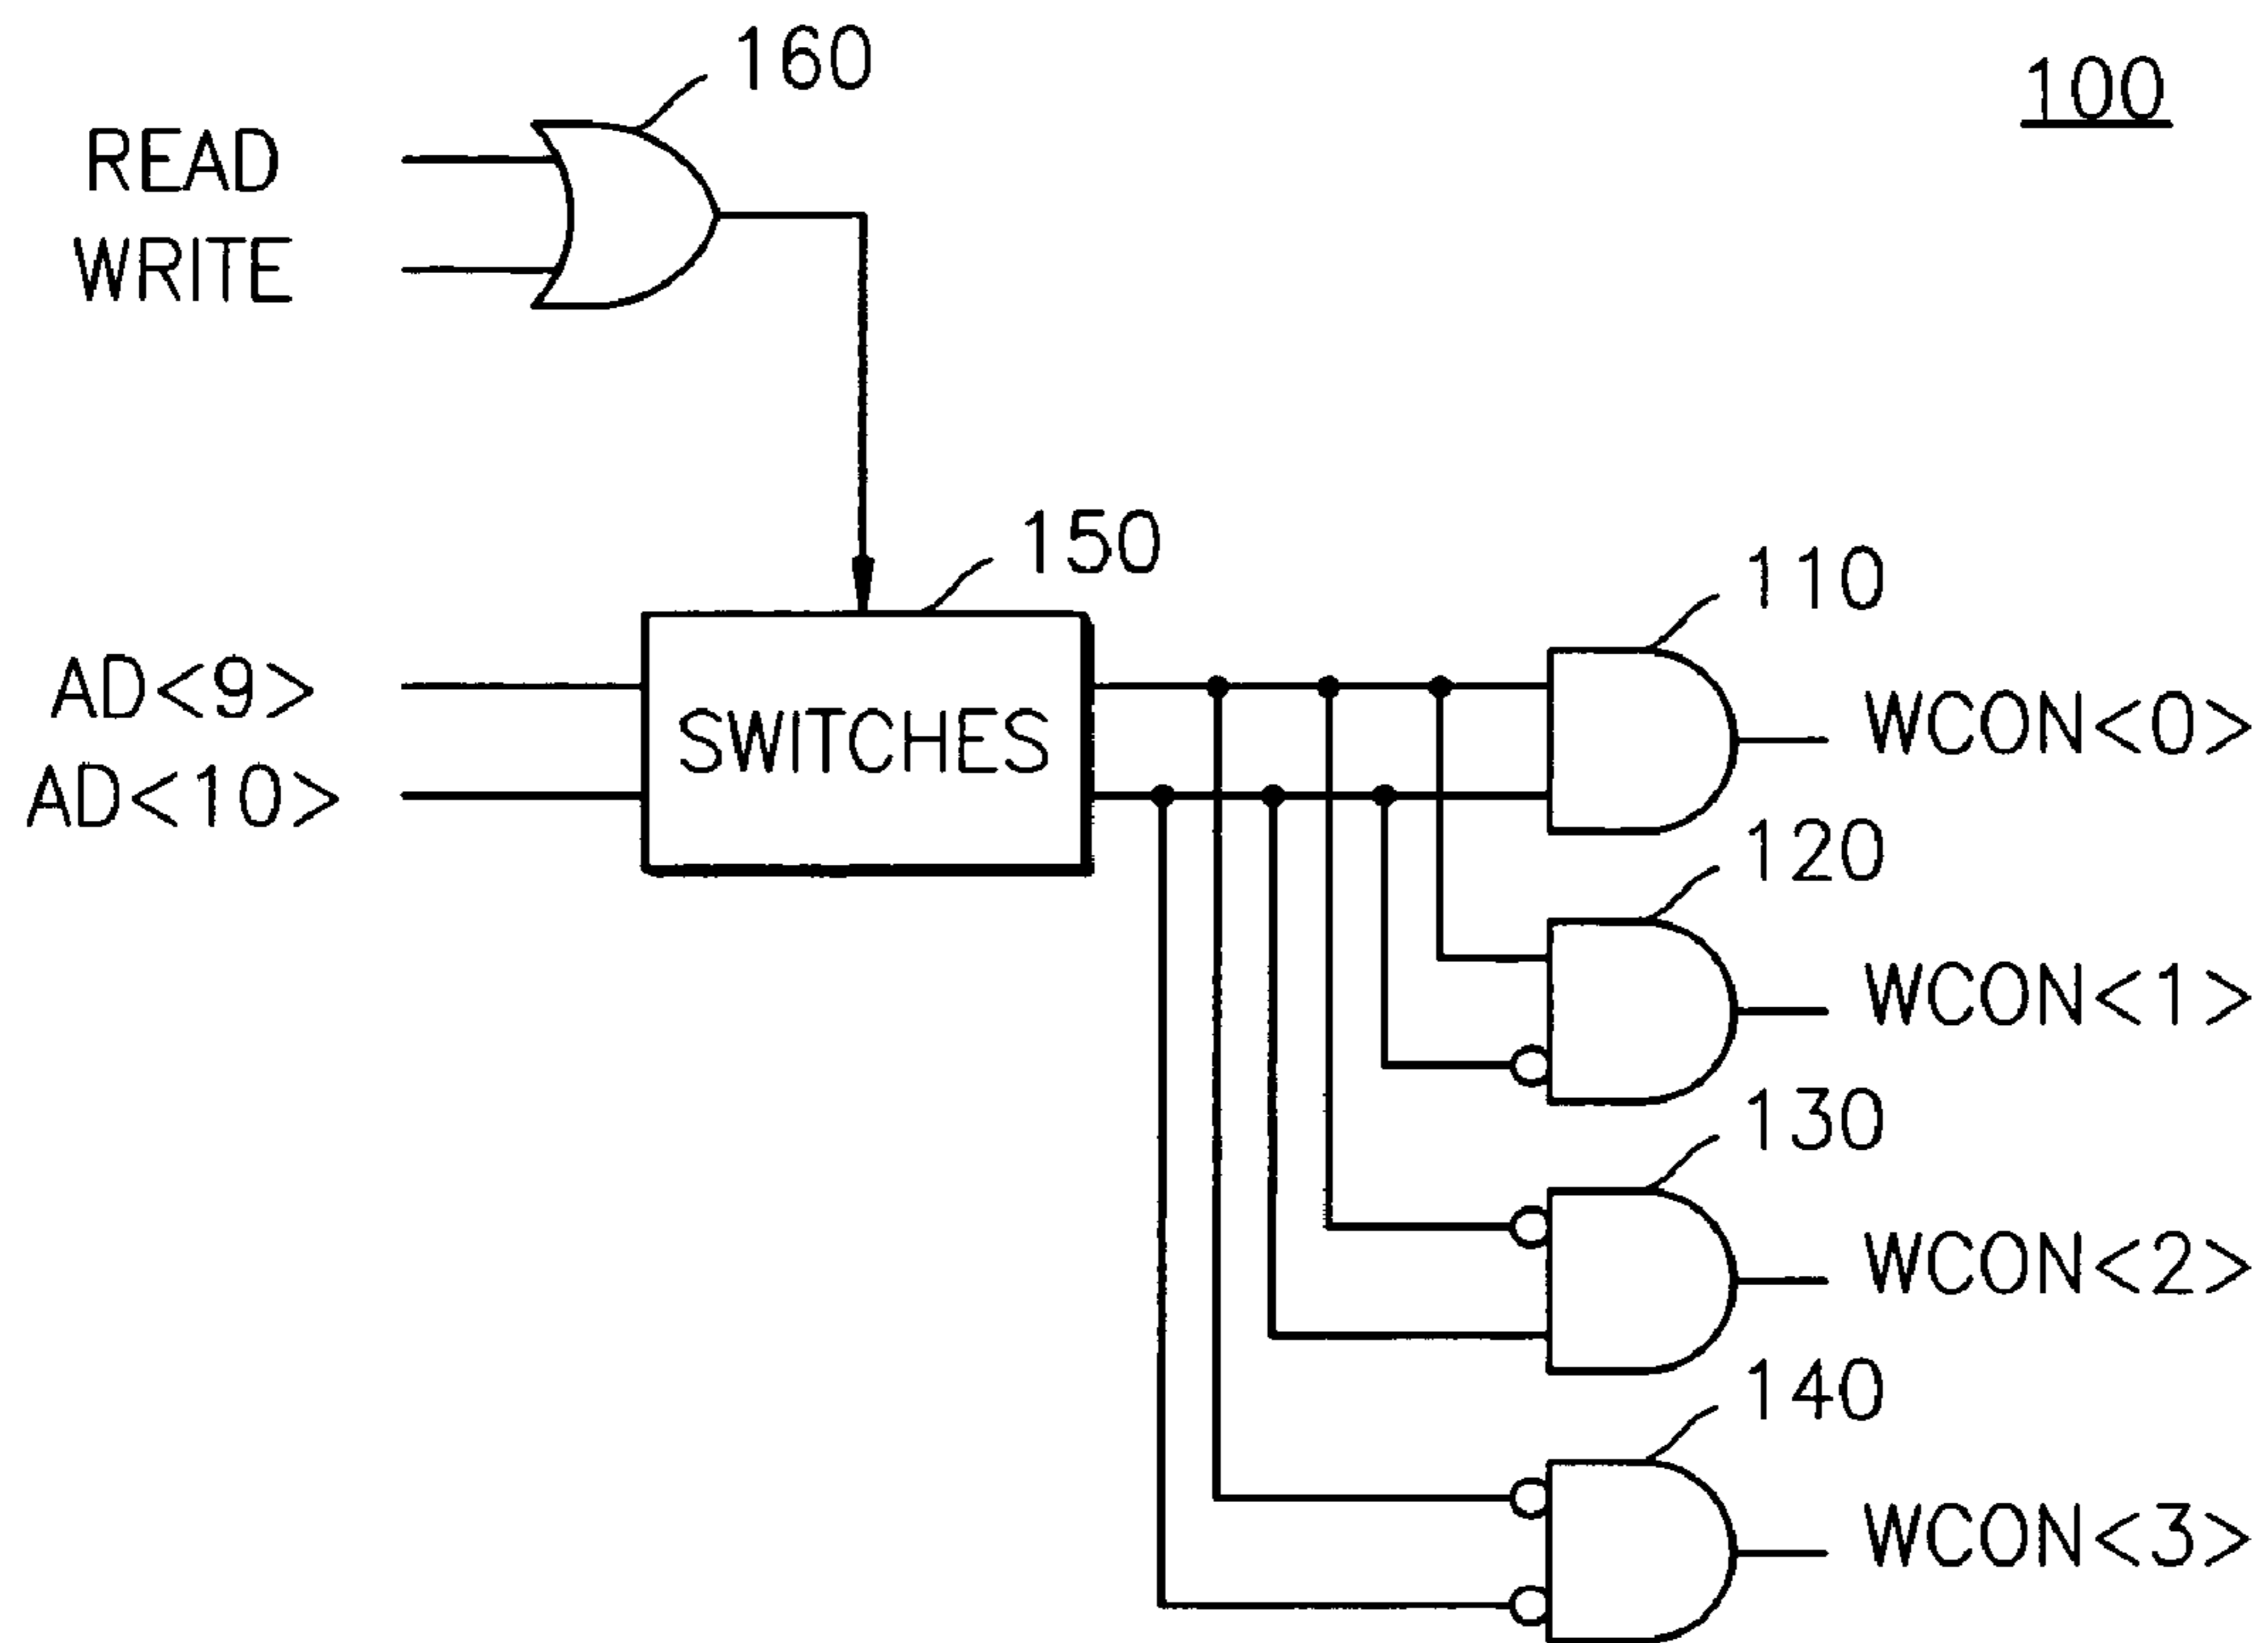 160
100
READ
WRITE
150
110
AD<9>
SWITCHES
WCON<0>
AD<10>
120
WCON<1>
130
WCON<2>
140
WCON<3>